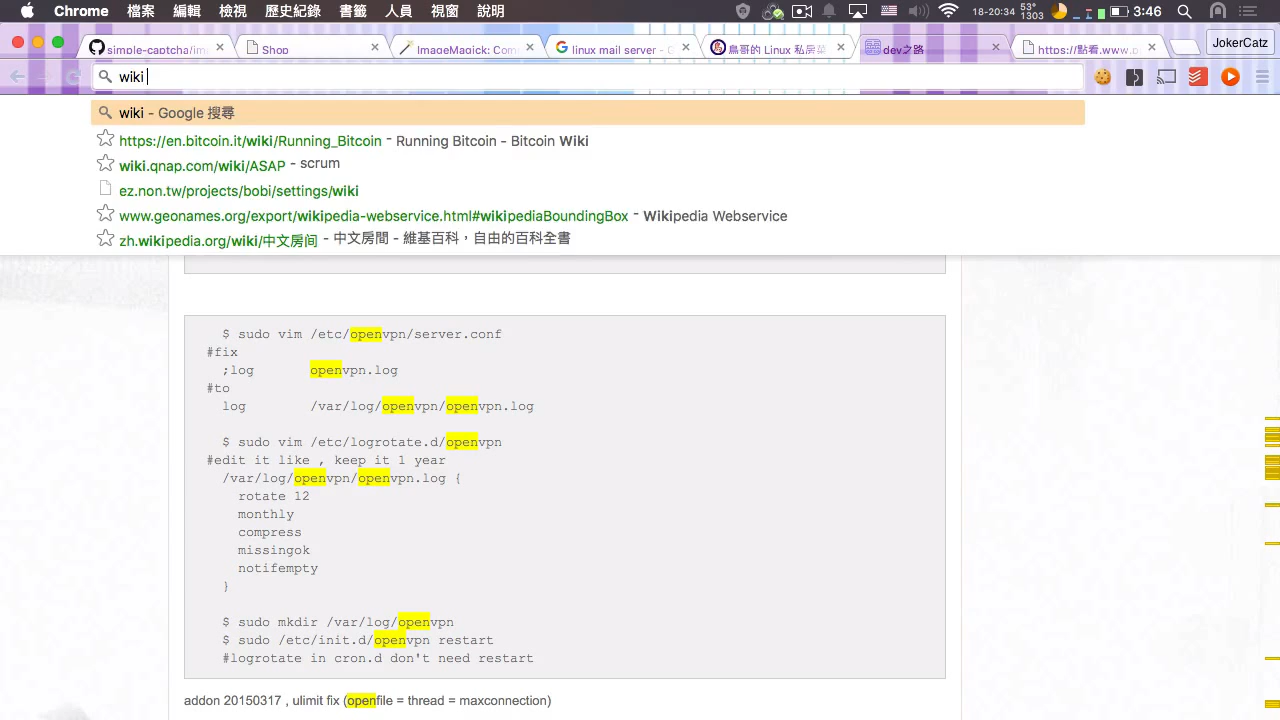 Chrome 檔案 編輯 檢視 歷史紀錄 書籤 人員 視窗 說明 18-20:34 53° 1303 3:46
simple-captcha/ima Shop ImageMagick: Com linux mail server - G 鳥哥的 Linux 私房菜 dev之路 https://點看.www.p JokerCatz
wiki
wiki - Google 搜尋
https://en.bitcoin.it/wiki/Running_Bitcoin - Running Bitcoin - Bitcoin Wiki
wiki.qnap.com/wiki/ASAP - scrum
ez.non.tw/projects/bobi/settings/wiki
www.geonames.org/export/wikipedia-webservice.html#wikipediaBoundingBox - Wikipedia Webservice
zh.wikipedia.org/wiki/中文房间 - 中文房間 - 維基百科，自由的百科全書
$ sudo vim /etc/openvpn/server.conf
#fix
;log openvpn.log
#to
log /var/log/openvpn/openvpn.log
$ sudo vim /etc/logrotate.d/openvpn
#edit it like , keep it 1 year
/var/log/openvpn/openvpn.log {
rotate 12
monthly
compress
missingok
notifempty
}
$ sudo mkdir /var/log/openvpn
$ sudo /etc/init.d/openvpn restart
#logrotate in cron.d don't need restart
addon 20150317 , ulimit fix (openfile = thread = maxconnection)